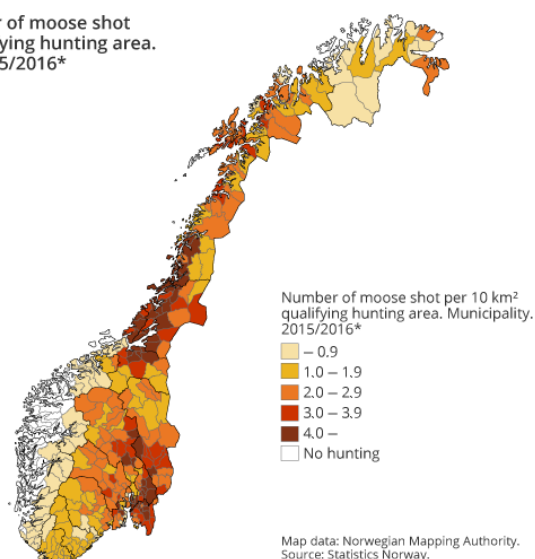 r of moose shot
ying hunting area.
5/2016*
Number of moose shot per 10 km²
qualifying hunting area. Municipality.
2015/2016*
– 0.9
1.0 – 1.9
2.0 – 2.9
3.0 – 3.9
4.0 –
No hunting
Map data: Norwegian Mapping Authority.
Source: Statistics Norway.